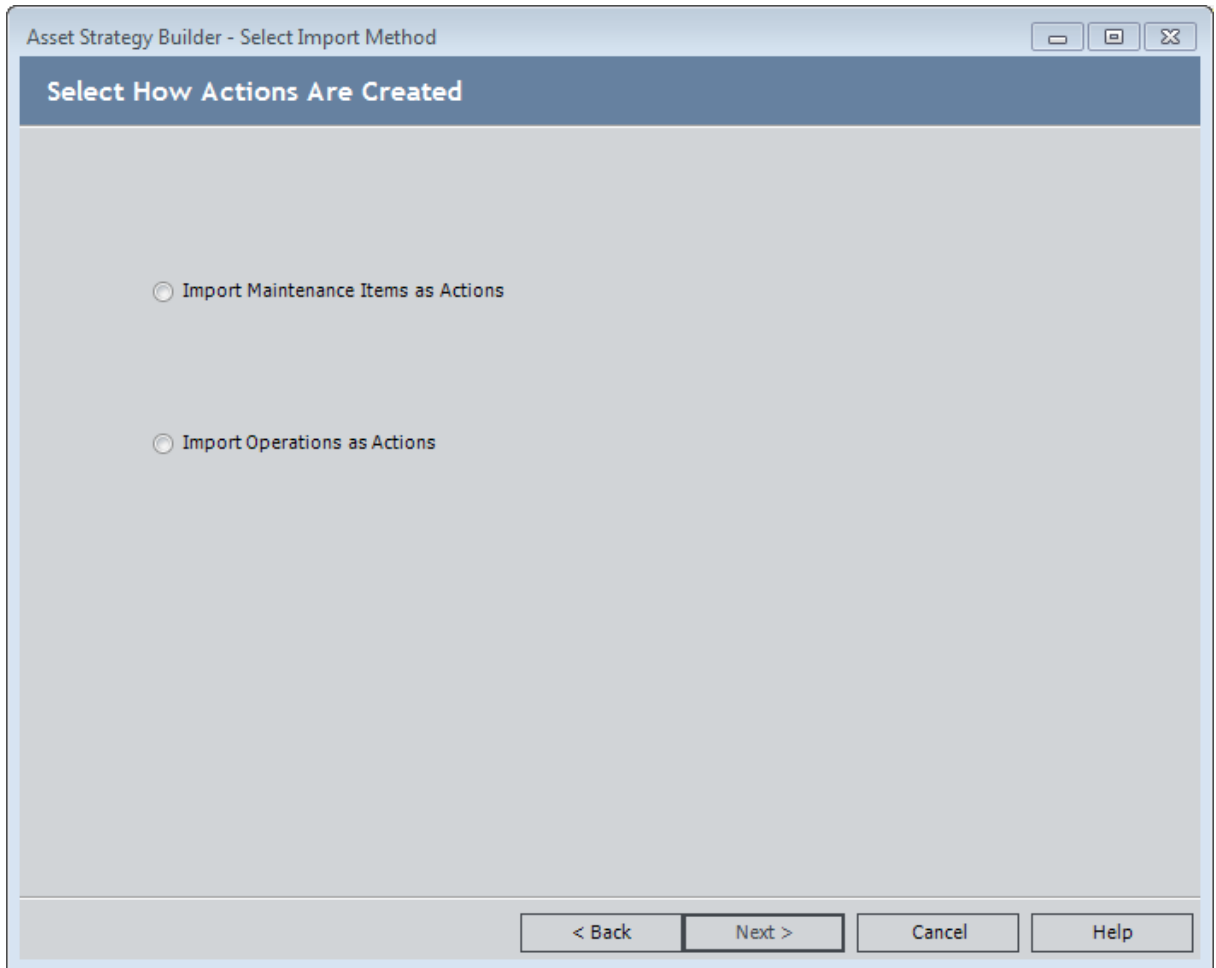 Asset Strategy Builder - Select Import Method
Select How Actions Are Created
Import Maintenance Items as Actions
Import Operations as Actions
< Back Next > Cancel Help